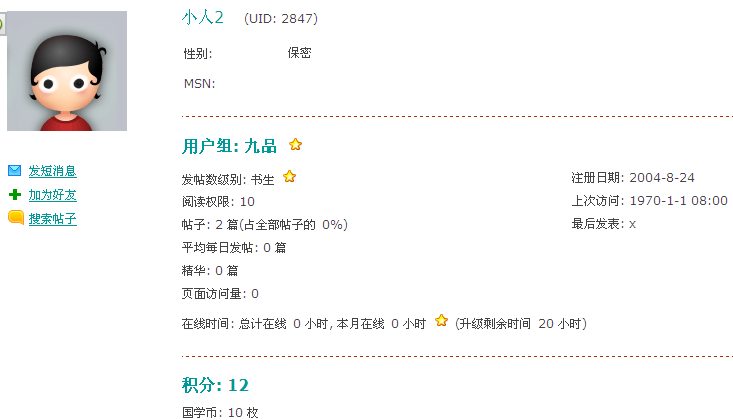 小人2 (UID: 2847)
性别: 保密
MSN:
用户组: 九品
发帖数级别: 书生
注册日期: 2004-8-24
发短消息
阅读权限: 10
上次访问: 1970-1-1 08:00
加为好友
帖子: 2 篇(占全部帖子的 0%)
最后发表: x
搜索帖子
平均每日发帖: 0 篇
精华: 0 篇
页面访问量: 0
在线时间: 总计在线 0 小时, 本月在线 0 小时 (升级剩余时间 20 小时)
积分: 12
国学币: 10 枚